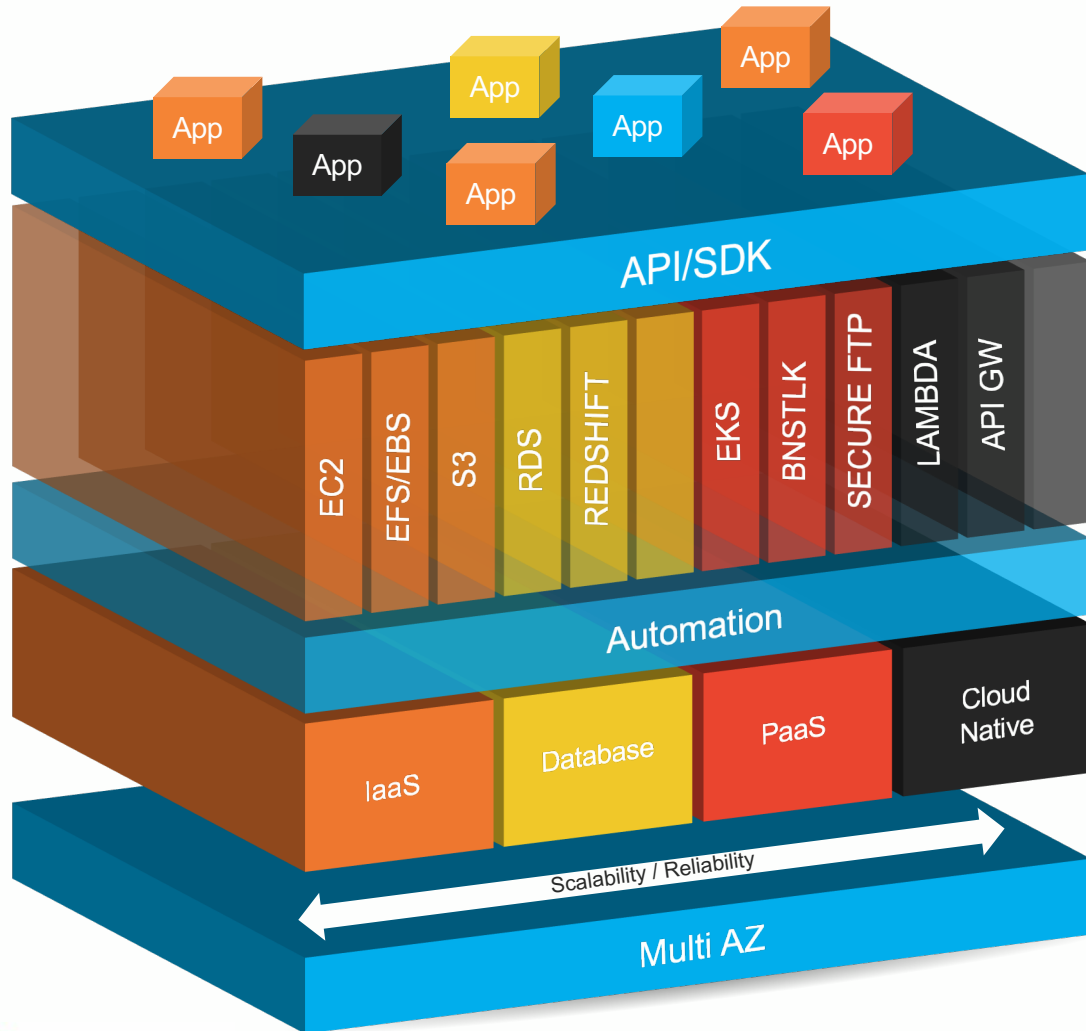 App
App
App
App
App
App
App
API/SDK
EC2
EFS/EBS
S3
RDS
REDSHIFT
EKS
BNSTLK
SECURE FTP
LAMBDA
API GW
Automation
IaaS
Database
PaaS
Cloud
Native
Scalability / Reliability
Multi AZ